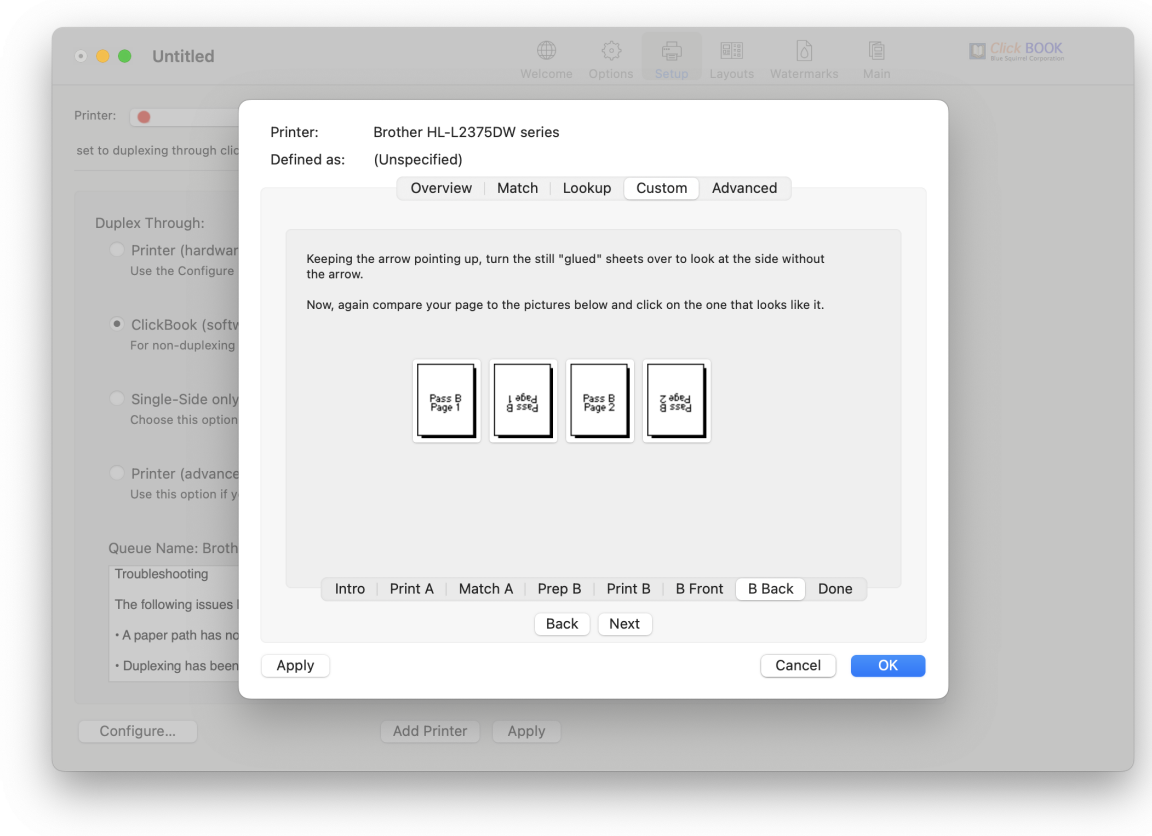 Untitled
Welcome
Options
Setup
Layouts
Watermarks
Main
Click BOOK
Blue Squirrel Corporation
Printer:
set to duplexing through clic
Duplex Through:
Printer (hardwar
Use the Configure
ClickBook (softw
For non-duplexing
Single-Side only
Choose this option
Printer (advance
Use this option if y
Queue Name: Broth
Troubleshooting
The following issues
• A paper path has no
• Duplexing has been
Configure...
Add Printer
Apply
Printer: Brother HL-L2375DW series
Defined as: (Unspecified)
Overview Match Lookup Custom Advanced
Keeping the arrow pointing up, turn the still "glued" sheets over to look at the side without
the arrow.
Now, again compare your page to the pictures below and click on the one that looks like it.
Pass B
Page 1
Pass B
Page 1
Pass B
Page 2
Pass B
Page 2
Intro Print A Match A Prep B Print B B Front B Back Done
Back Next
Apply
Cancel
OK